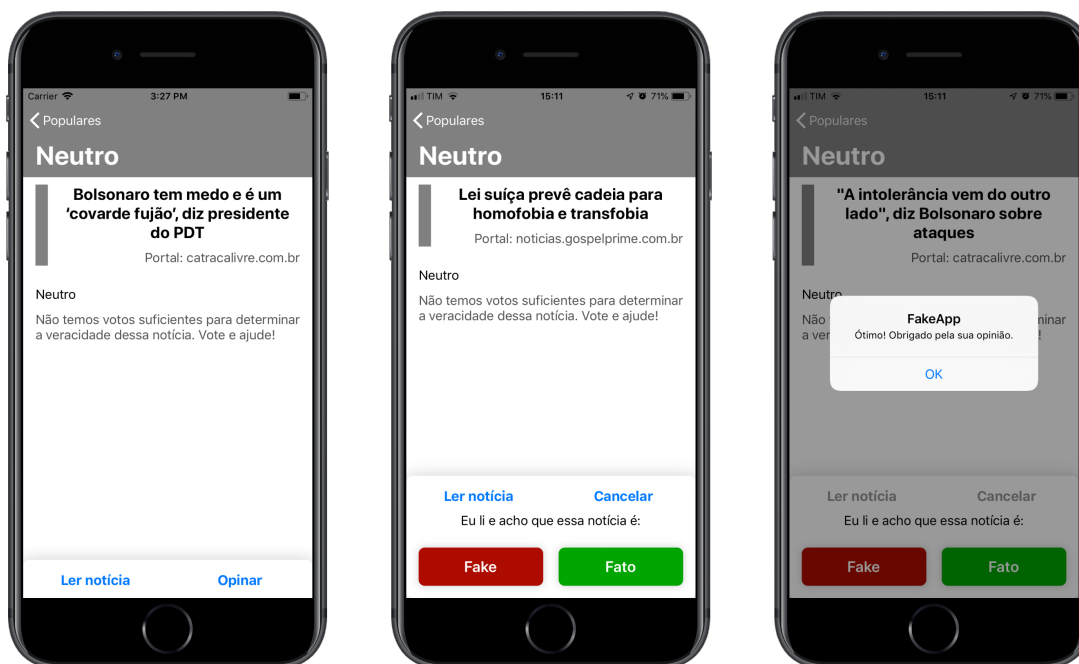 Carrier 3:27 PM
Populares
Neutro
Bolsonaro tem medo e é um
‘covarde fujão’, diz presidente
do PDT
Portal: catracalivre.com.br
Neutro
Não temos votos suficientes para determinar
a veracidade dessa notícia. Vote e ajude!
Ler notícia Opinar
TIM 15:11 71%
Populares
Neutro
Lei suíça prevê cadeia para
homofobia e transfobia
Portal: noticias.gospelprime.com.br
Neutro
Não temos votos suficientes para determinar
a veracidade dessa notícia. Vote e ajude!
Ler notícia Cancelar
Eu li e acho que essa notícia é:
Fake Fato
TIM 15:11 71%
Populares
Neutro
"A intolerância vem do outro
lado", diz Bolsonaro sobre
ataques
Portal: catracalivre.com.br
Neutro
Não
FakeApp
Ótimo! Obrigado pela sua opinião.
OK
Ler notícia Cancelar
Eu li e acho que essa notícia é:
Fake Fato